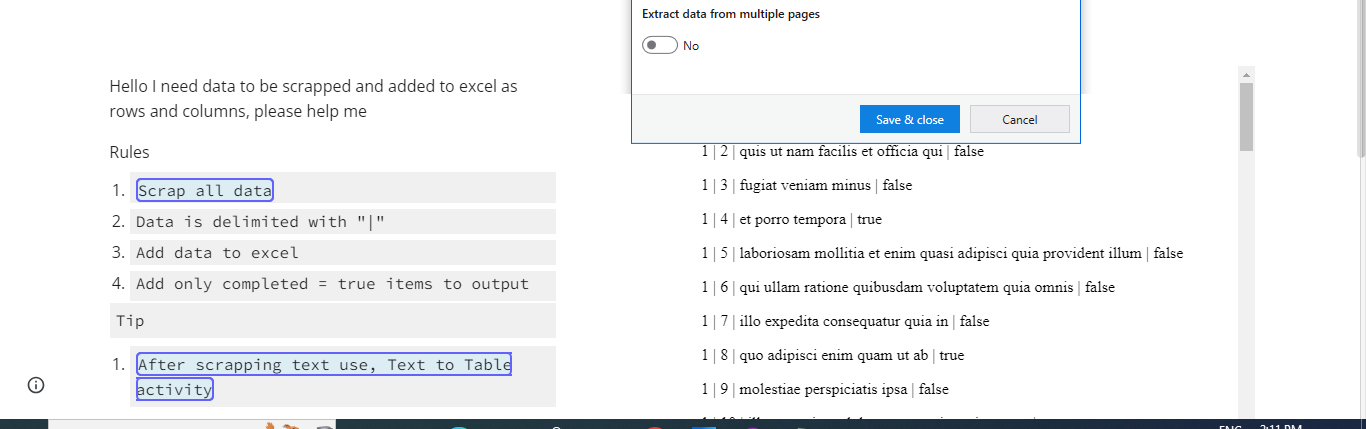 Extract data from multiple pages
No
Save & close
Cancel
Hello I need data to be scrapped and added to excel as
rows and columns, please help me
Rules
1. Scrap all data
2. Data is delimited with "|"
3. Add data to excel
4. Add only completed = true items to output
Tip
1. After scrapping text use, Text to Table
activity
1 | 2 | quis ut nam facilis et officia qui | false
1 | 3 | fugiat veniam minus | false
1 | 4 | et porro tempora | true
1 | 5 | laboriosam mollitia et enim quasi adipisci quia provident illum | false
1 | 6 | qui ullam ratione quibusdam voluptatem quia omnis | false
1 | 7 | illo expedita consequatur quia in | false
1 | 8 | quo adipisci enim quam ut ab | true
1 | 9 | molestiae perspiciatis ipsa | false